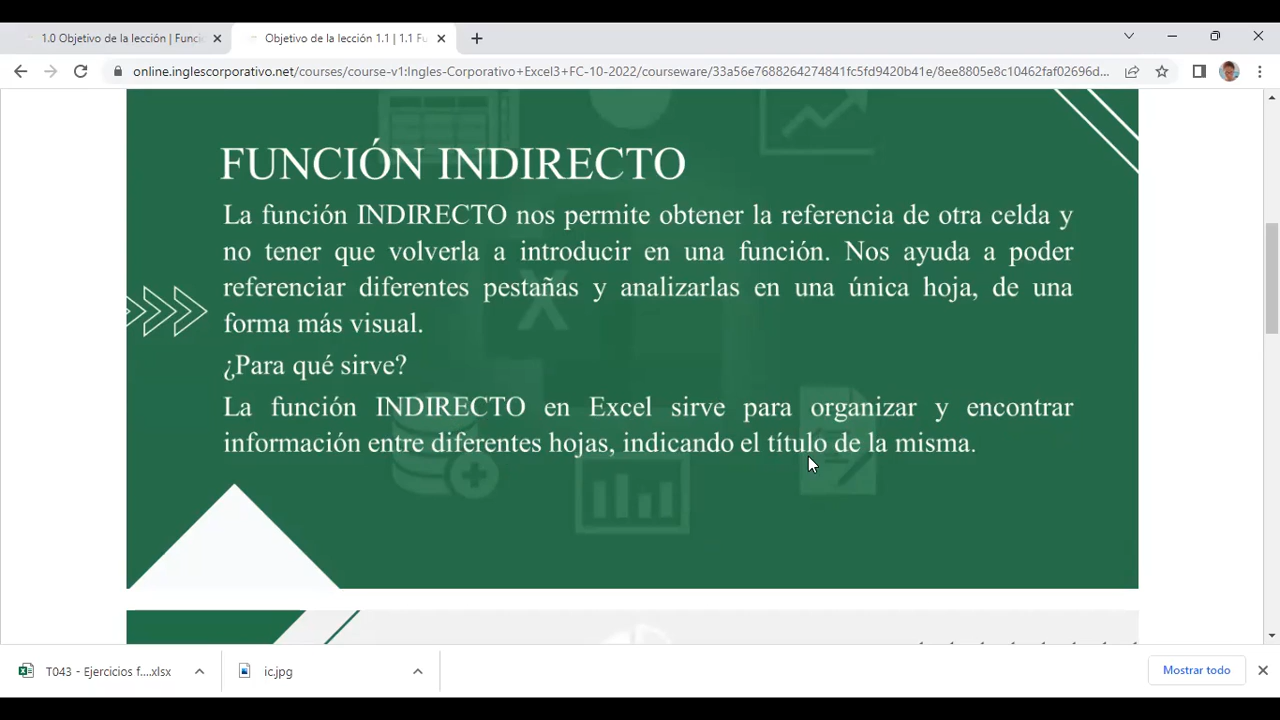 1.0 Objetivo de la lección | Funci
Objetivo de la lección 1.1 | 1.1 Fu
online.inglescorporativo.net/courses/course-v1:Ingles-Corporativo+Excel3+FC-10-2022/courseware/33a56e7688264274841fc5fd9420b41e/8ee8805e8c10462faf02696d...
FUNCIÓN INDIRECTO
La función INDIRECTO nos permite obtener la referencia de otra celda y
no tener que volverla a introducir en una función. Nos ayuda a poder
referenciar diferentes pestañas y analizarlas en una única hoja, de una
forma más visual.
¿Para qué sirve?
La función INDIRECTO en Excel sirve para organizar y encontrar
información entre diferentes hojas, indicando el título de la misma.
T043 - Ejercicios f....xlsx
ic.jpg
Mostrar todo